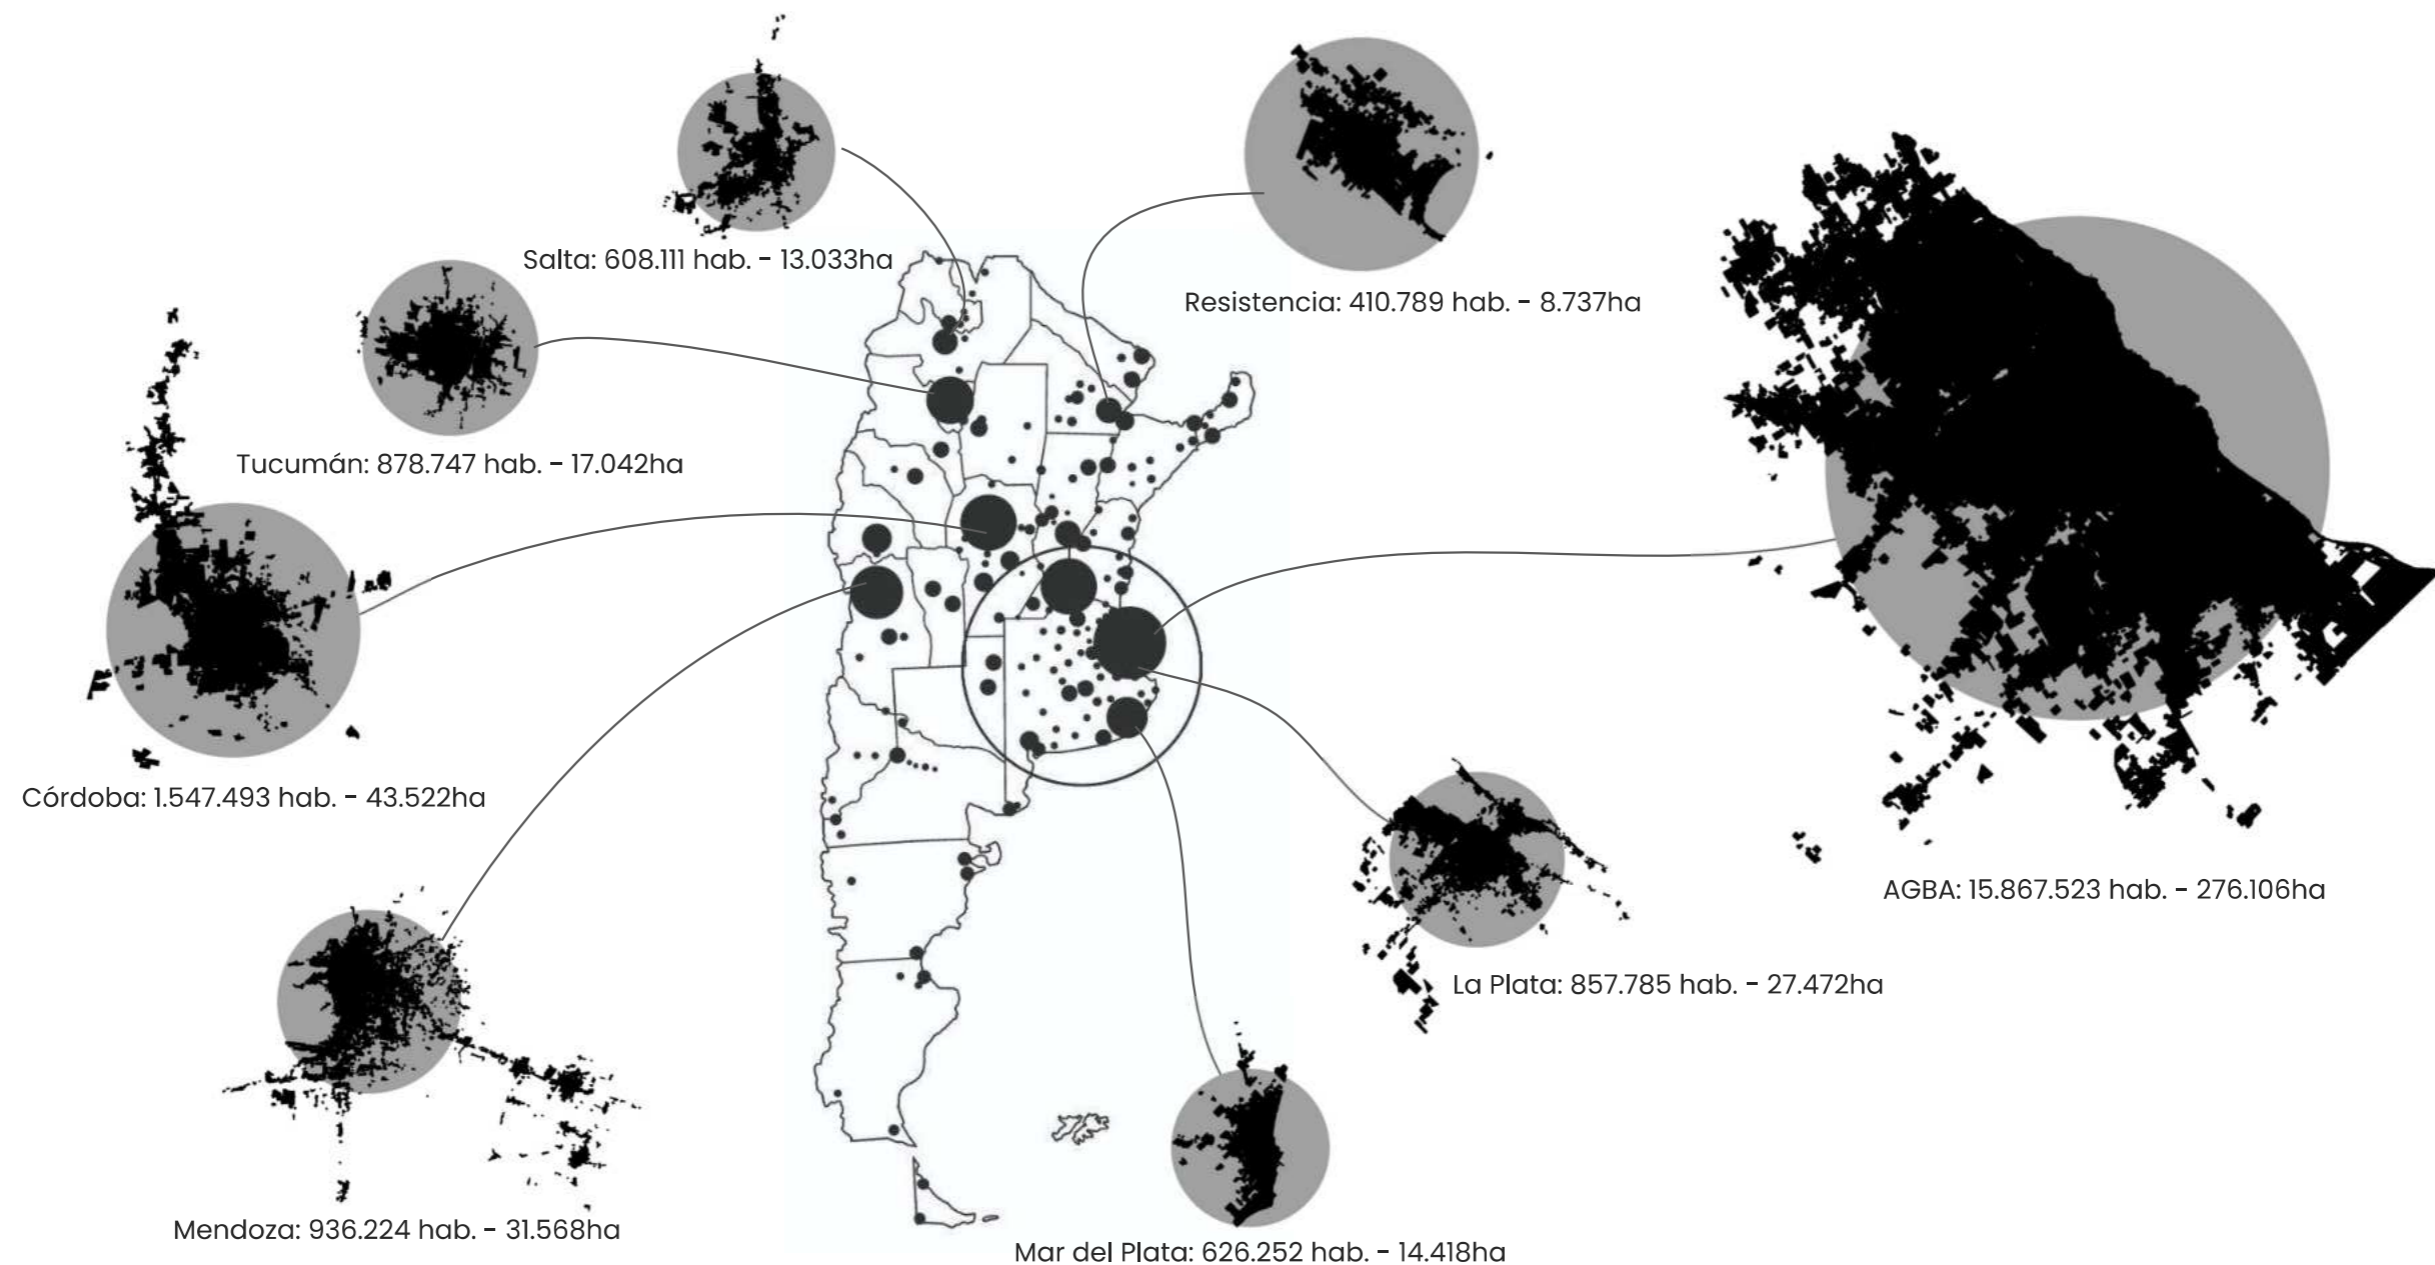 Salta: 608.111 hab. - 13.033ha
Resistencia: 410.789 hab. - 8.737ha
Tucumán: 878.747 hab. - 17.042ha
Córdoba: 1.547.493 hab. - 43.522ha
AGBA: 15.867.523 hab. - 276.106ha
La Plata: 857.785 hab. - 27.472ha
Mendoza: 936.224 hab. - 31.568ha
Mar del Plata: 626.252 hab. - 14.418ha